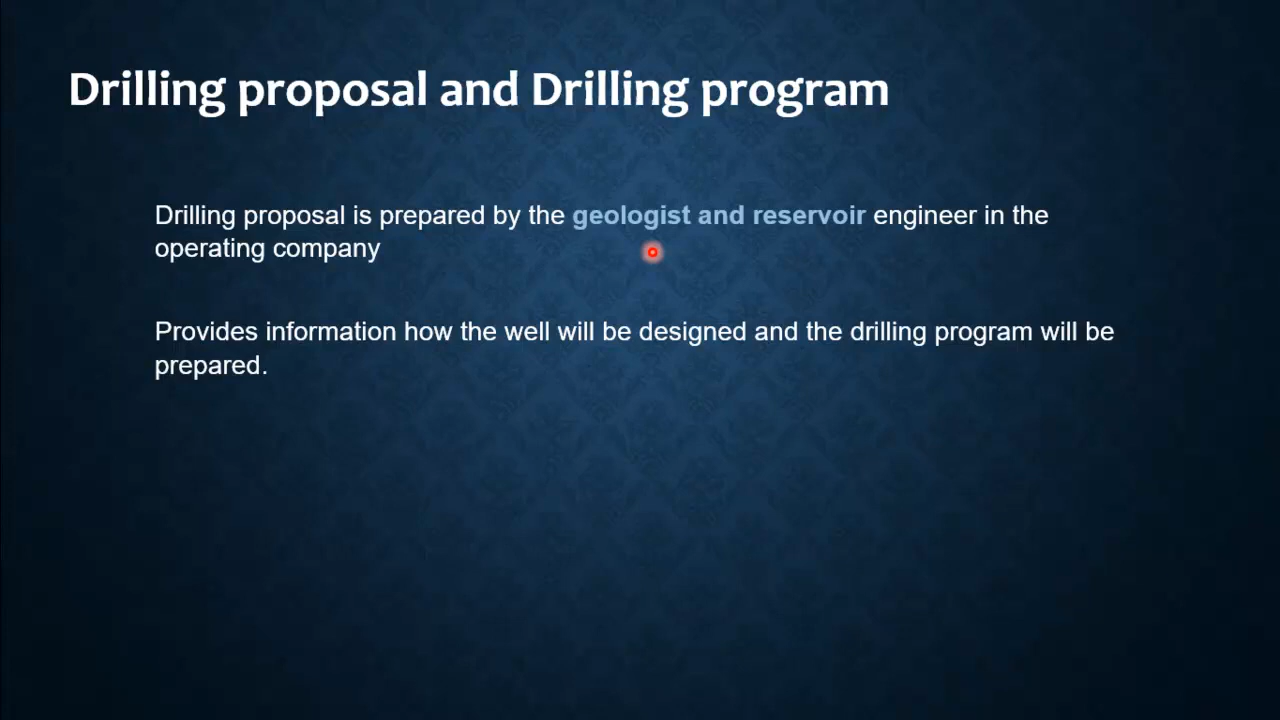 Drilling proposal and Drilling program
Drilling proposal is prepared by the geologist and reservoir engineer in the
operating company
Provides information how the well will be designed and the drilling program will be
prepared.